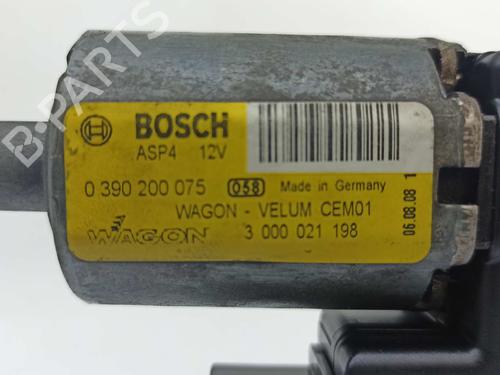 BOSCH
ASP4 12V
0 390 200 075 058 Made in Germany
WAGON - VELUM CEM01
WAGON 3 000 021 198
06.08.08 1
B-PARTS